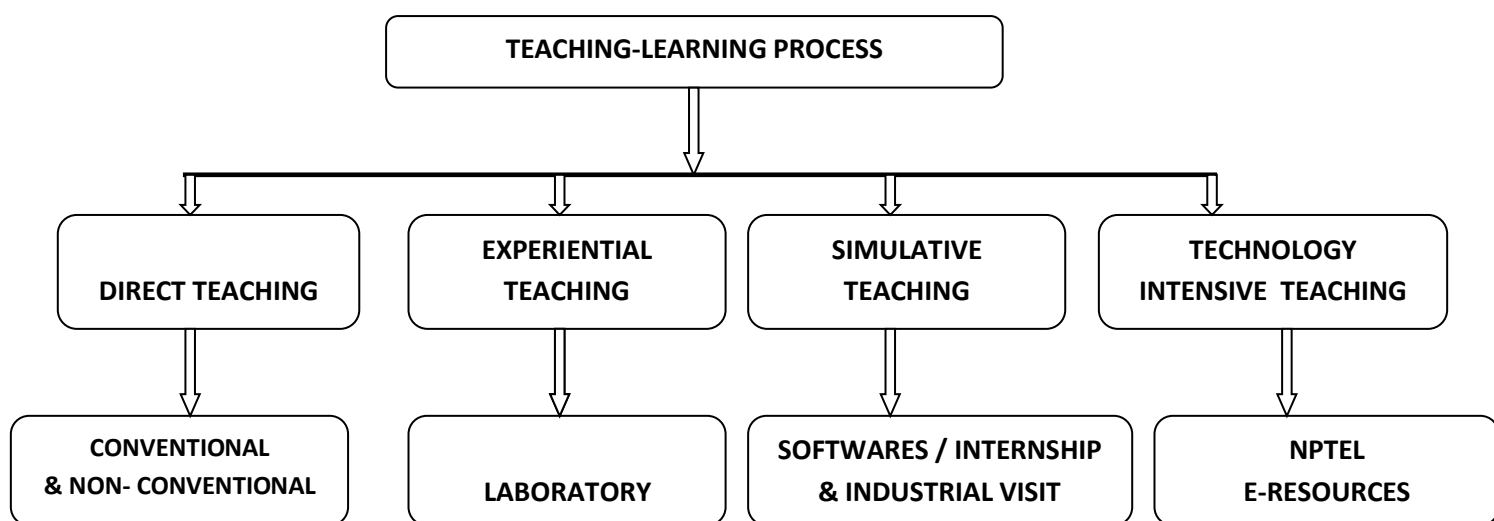 TEACHING-LEARNING PROCESS
DIRECT TEACHING
EXPERIENTIAL
TEACHING
SIMULATIVE
TEACHING
TECHNOLOGY
INTENSIVE TEACHING
CONVENTIONAL
& NON- CONVENTIONAL
LABORATORY
SOFTWARES / INTERNSHIP
& INDUSTRIAL VISIT
NPTEL
E-RESOURCES